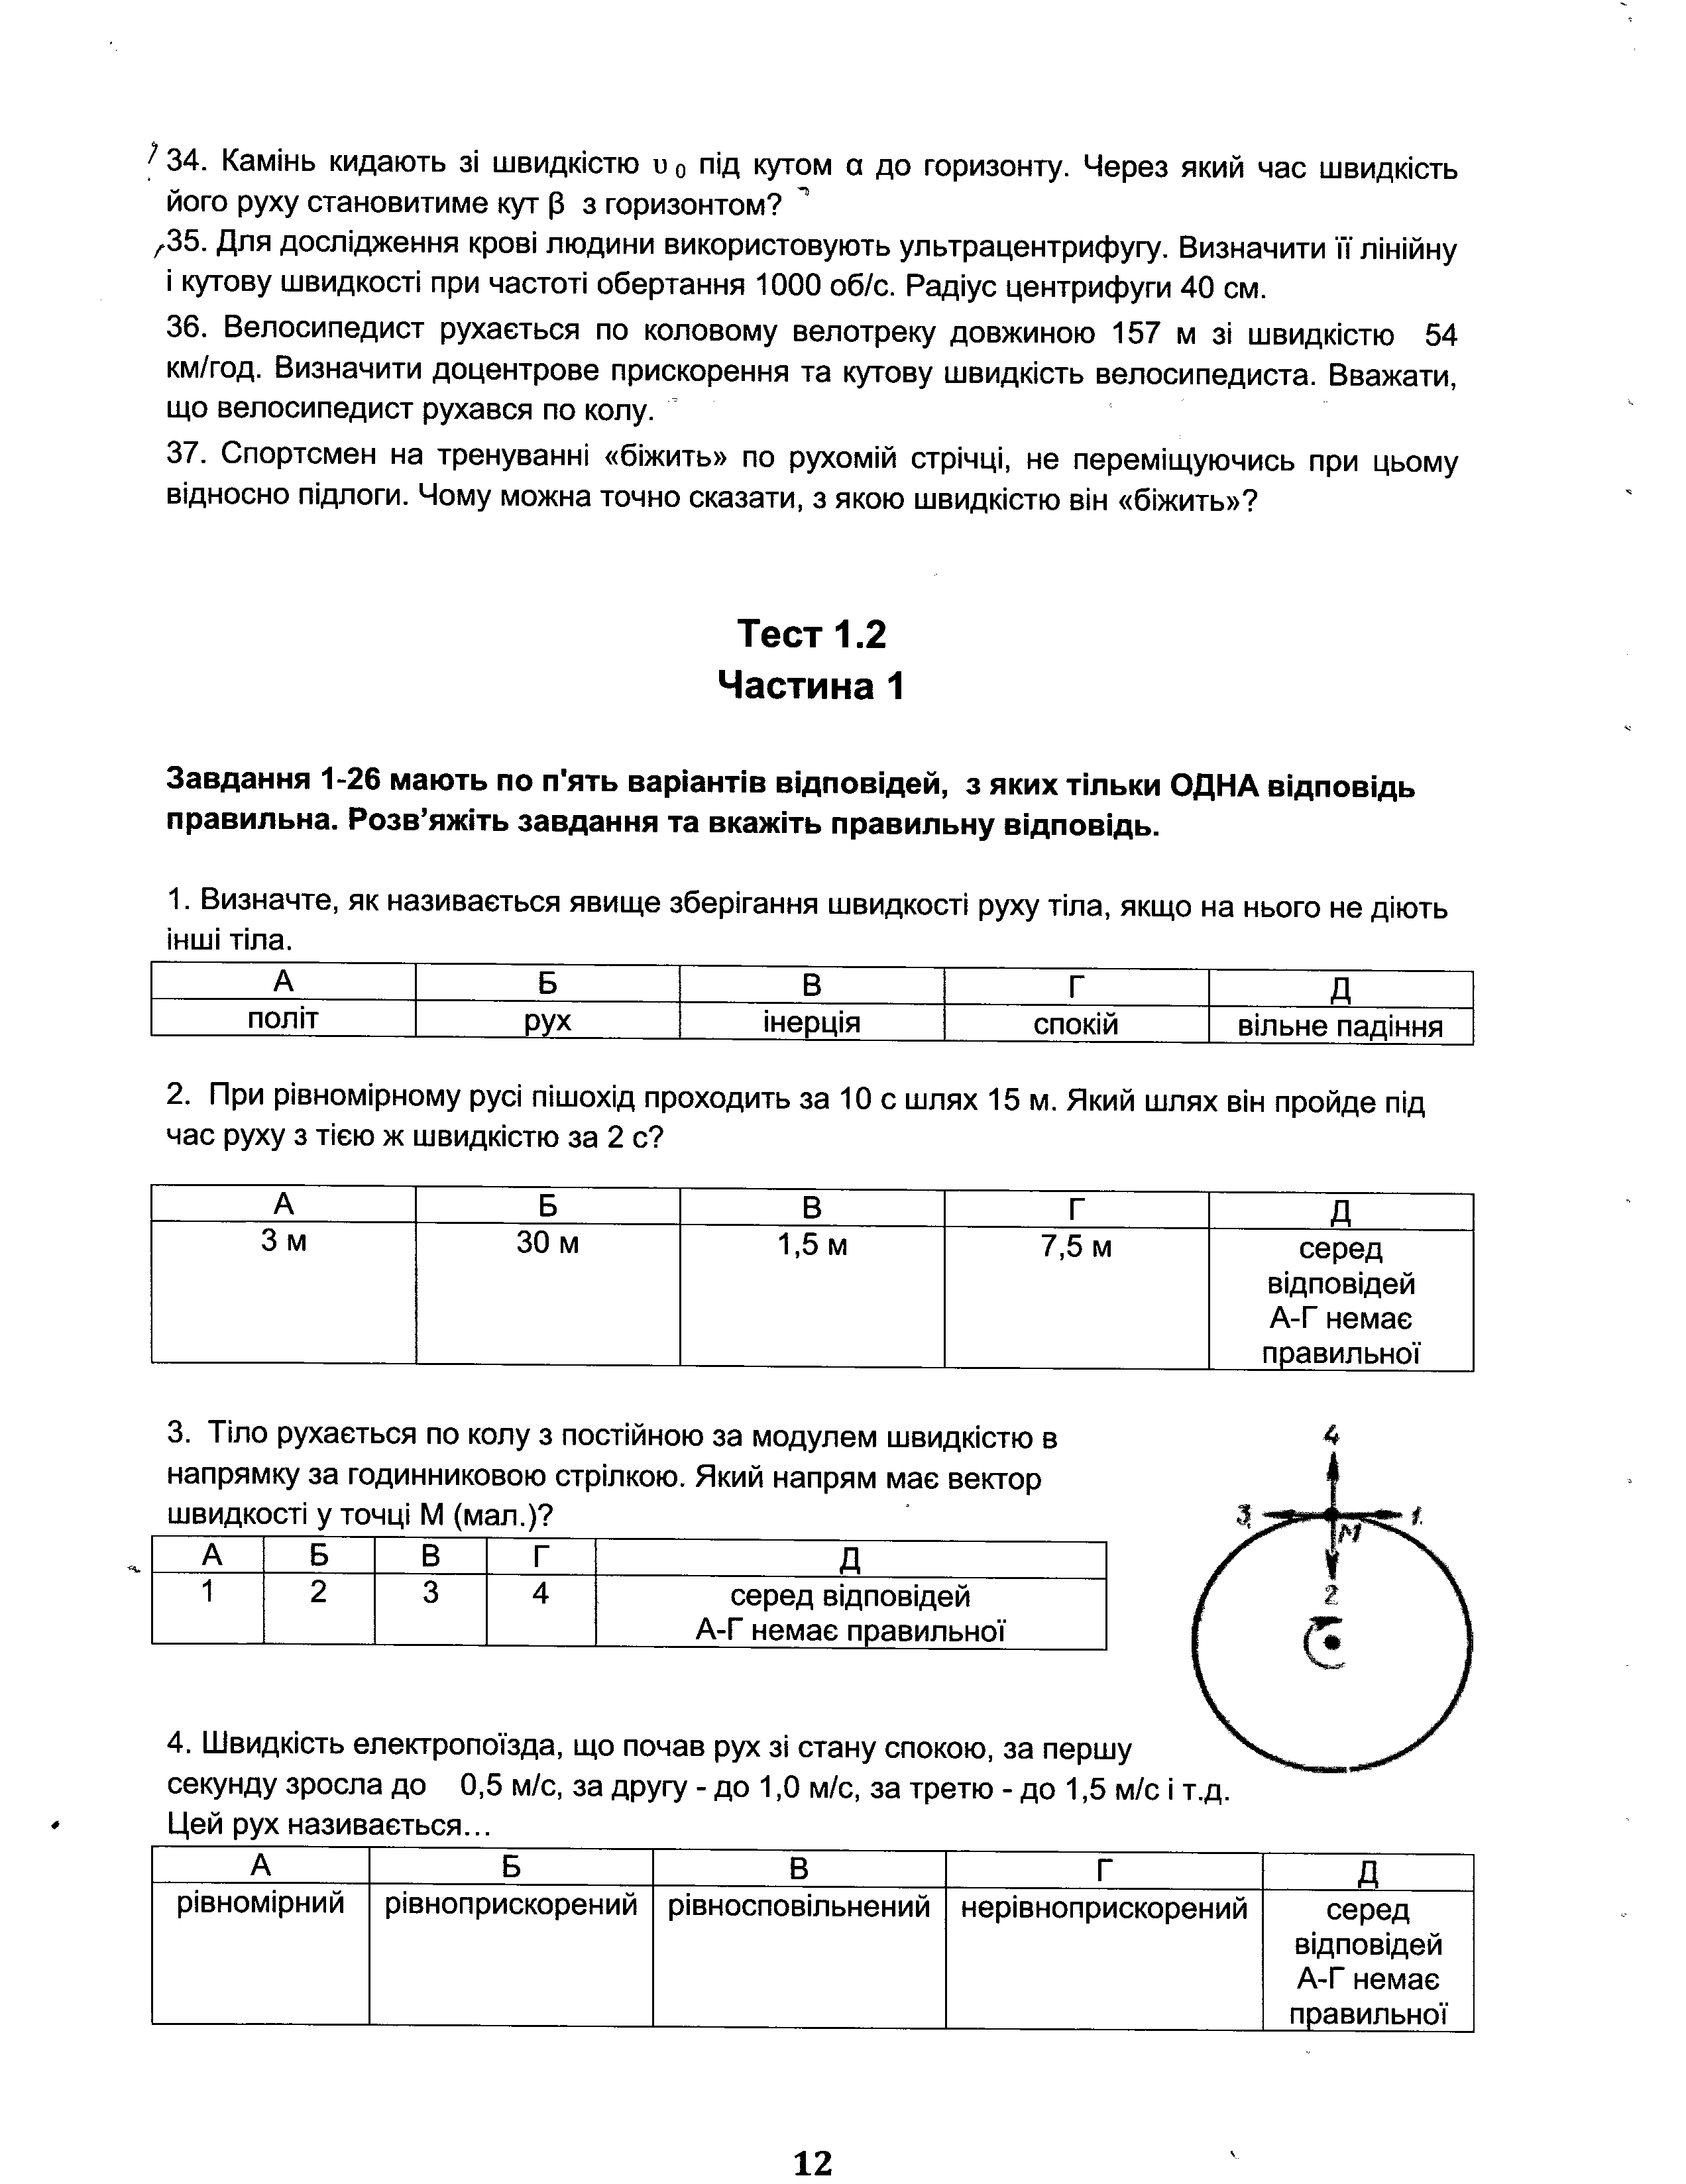 34. Камінь кидають зі швидкістю υ₀ під кутом α до горизонту. Через який час швидкість
його руху становитиме кут β з горизонтом?
35. Для дослідження крові людини використовують ультрацентрифугу. Визначити її лінійну
і кутову швидкості при частоті обертання 1000 об/с. Радіус центрифуги 40 см.
36. Велосипедист рухається по коловому велотреку довжиною 157 м зі швидкістю 54
км/год. Визначити доцентрове прискорення та кутову швидкість велосипедиста. Вважати,
що велосипедист рухався по колу.
37. Спортсмен на тренуванні «біжить» по рухомій стрічці, не переміщуючись при цьому
відносно підлоги. Чому можна точно сказати, з якою швидкістю він «біжить»?
Тест 1.2
Частина 1
Завдання 1-26 мають по п'ять варіантів відповідей, з яких тільки ОДНА відповідь
правильна. Розв’яжіть завдання та вкажіть правильну відповідь.
1. Визначте, як називається явище зберігання швидкості руху тіла, якщо на нього не діють
інші тіла.
А Б В Г Д
політ рух інерція спокій вільне падіння
2. При рівномірному русі пішохід проходить за 10 с шлях 15 м. Який шлях він пройде під
час руху з тією ж швидкістю за 2 с?
А Б В Г Д
3 м 30 м 1,5 м 7,5 м серед
відповідей
А-Г немає
правильної
3. Тіло рухається по колу з постійною за модулем швидкістю в
напрямку за годинниковою стрілкою. Який напрям має вектор
швидкості у точці М (мал.)?
А Б В Г Д
1 2 3 4 серед відповідей
А-Г немає правильної
4
3 1
М
2
4. Швидкість електропоїзда, що почав рух зі стану спокою, за першу
секунду зросла до 0,5 м/с, за другу - до 1,0 м/с, за третю - до 1,5 м/с і т.д.
Цей рух називається...
А Б В Г Д
рівномірний рівноприскорений рівносповільнений нерівноприскорений серед
відповідей
А-Г немає
правильної
12